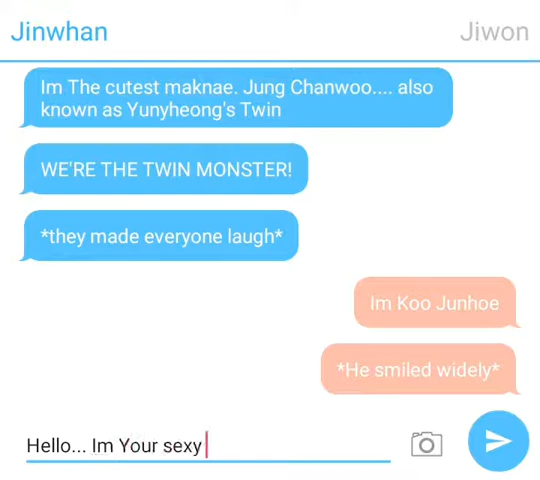 Jinwhan
Jiwon
Im The cutest maknae. Jung Chanwoo.... also
known as Yunyheong's Twin
WE'RE THE TWIN MONSTER!
*they made everyone laugh*
Im Koo Junhoe
*He smiled widely*
Hello... Im Your sexy